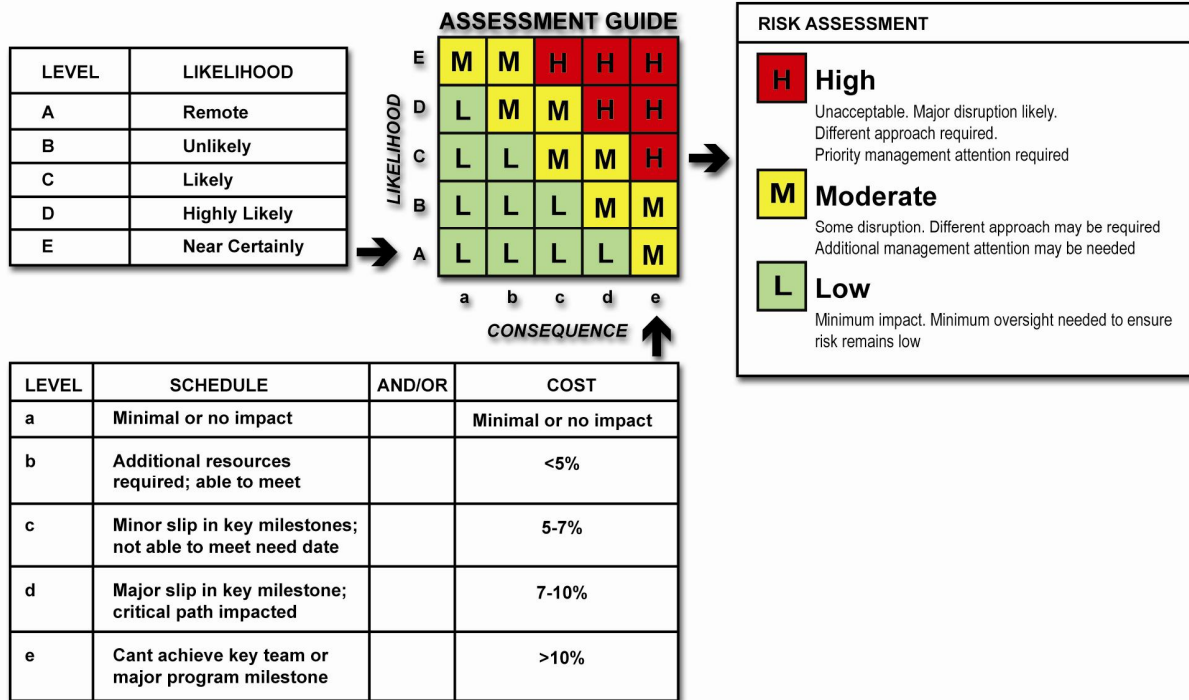 LEVEL LIKELIHOOD
A Remote
B Unlikely
C Likely
D Highly Likely
E Near Certainly
ASSESSMENT GUIDE
LIKELIHOOD
E M M H H H
D L M M H H
C L L M M H
B L L L M M
A L L L L M
a b c d e
CONSEQUENCE
RISK ASSESSMENT
H High
Unacceptable. Major disruption likely.
Different approach required.
Priority management attention required
M Moderate
Some disruption. Different approach may be required
Additional management attention may be needed
L Low
Minimum impact. Minimum oversight needed to ensure
risk remains low
LEVEL SCHEDULE AND/OR COST
a Minimal or no impact Minimal or no impact
b Additional resources
required; able to meet <5%
c Minor slip in key milestones;
not able to meet need date 5-7%
d Major slip in key milestone;
critical path impacted 7-10%
e Cant achieve key team or
major program milestone >10%